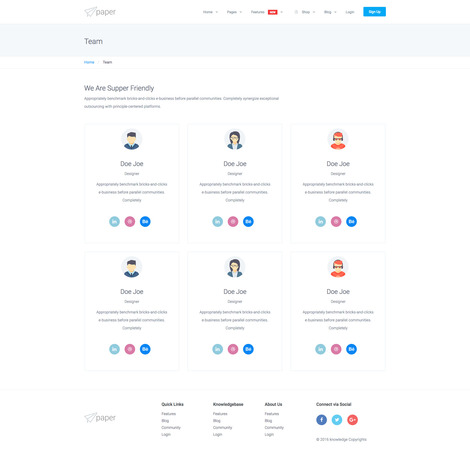 paper
Home Pages Features NEW Shop Blog Login Sign Up
Team
Home Team
We Are Supper Friendly
Appropriately benchmark bricks-and-clicks e-business before parallel communities. Completely synergize exceptional
outsourcing with principle-centered platforms.
Doe Joe Doe Joe Doe Joe
Designer Designer Designer
Appropriately benchmark bricks and clicks Appropriately benchmark bricks and clicks Appropriately benchmark bricks and clicks
e-business before parallel communities. e-business before parallel communities. e-business before parallel communities.
Completely Completely Completely
in Bē in Bē in Bē
Doe Joe Doe Joe Doe Joe
Designer Designer Designer
Appropriately benchmark bricks and clicks Appropriately benchmark bricks and clicks Appropriately benchmark bricks and clicks
e-business before parallel communities. e-business before parallel communities. e-business before parallel communities.
Completely Completely Completely
in Bē in Bē in Bē
paper
Quick Links Knowledgebase About Us Connect via Social
Features Features Features
Blog Blog Blog
Community Community Community
Login Login Login
© 2016 Knowledge Copyrights